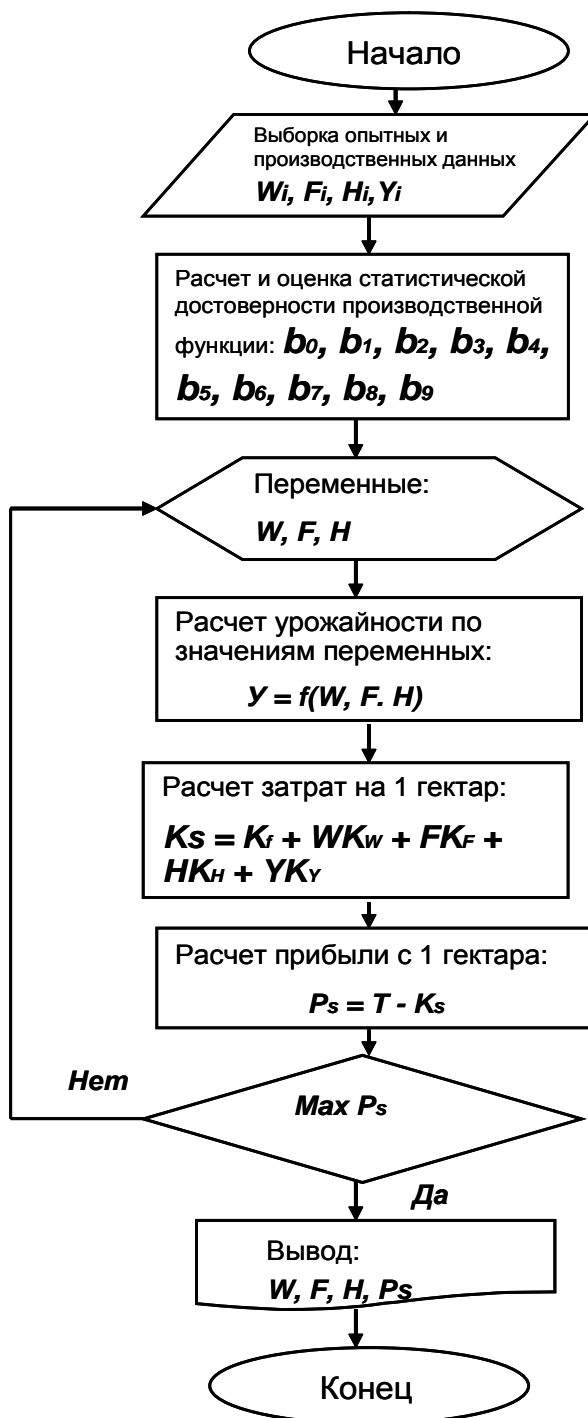 Начало
Выборка опытных и
производственных данных
Wi, Fi, Hi,Yi
Расчет и оценка статистической
достоверности производственной
функции: b0, b1, b2, b3, b4,
b5, b6, b7, b8, b9
Переменные:
W, F, H
Расчет урожайности по
значениям переменных:
У = f(W, F. H)
Расчет затрат на 1 гектар:
Ks = Kf + WKW + FKF +
HKH + YKY
Расчет прибыли с 1 гектара:
Ps = T - Ks
Нет
Max Ps
Да
Вывод:
W, F, H, Ps
Конец